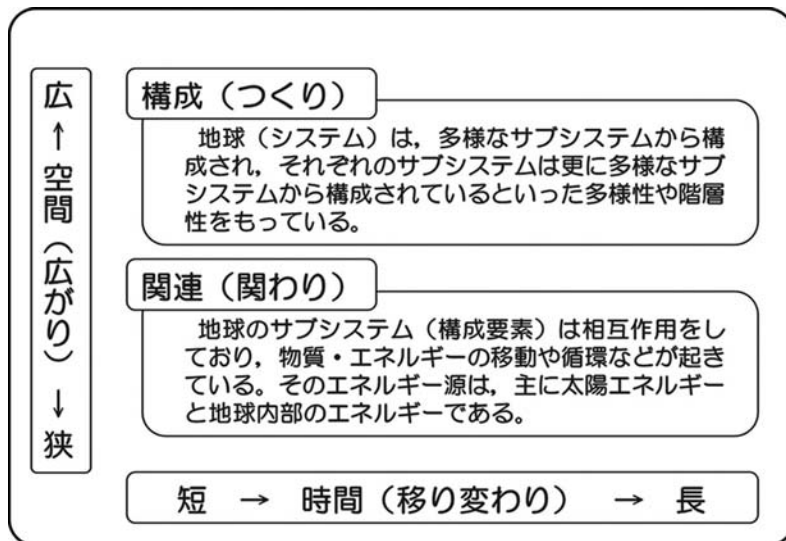 広 ↑ 空間（広がり） ↓ 狭
構成（つくり）
地球（システム）は，多様なサブシステムから構
成され，それぞれのサブシステムは更に多様なサブ
システムから構成されているといった多様性や階層
性をもっている。
関連（関わり）
地球のサブシステム（構成要素）は相互作用をし
ており，物質・エネルギーの移動や循環などが起き
ている。そのエネルギー源は，主に太陽エネルギー
と地球内部のエネルギーである。
短 → 時間（移り変わり） → 長